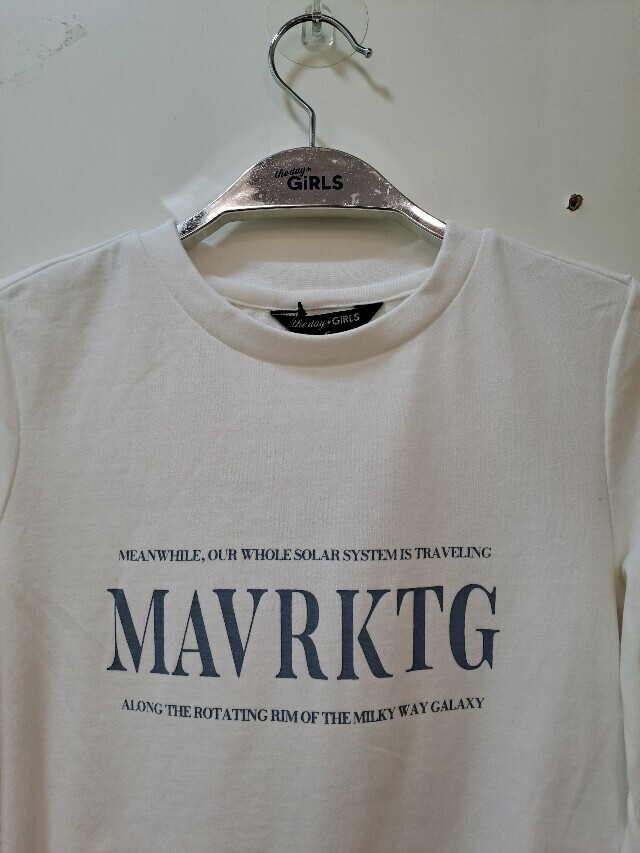 the day+
GiRLS
the day+GIRLS
MEANWHILE, OUR WHOLE SOLAR SYSTEM IS TRAVELING
MAVRKTG
ALONG THE ROTATING RIM OF THE MILKY WAY GALAXY